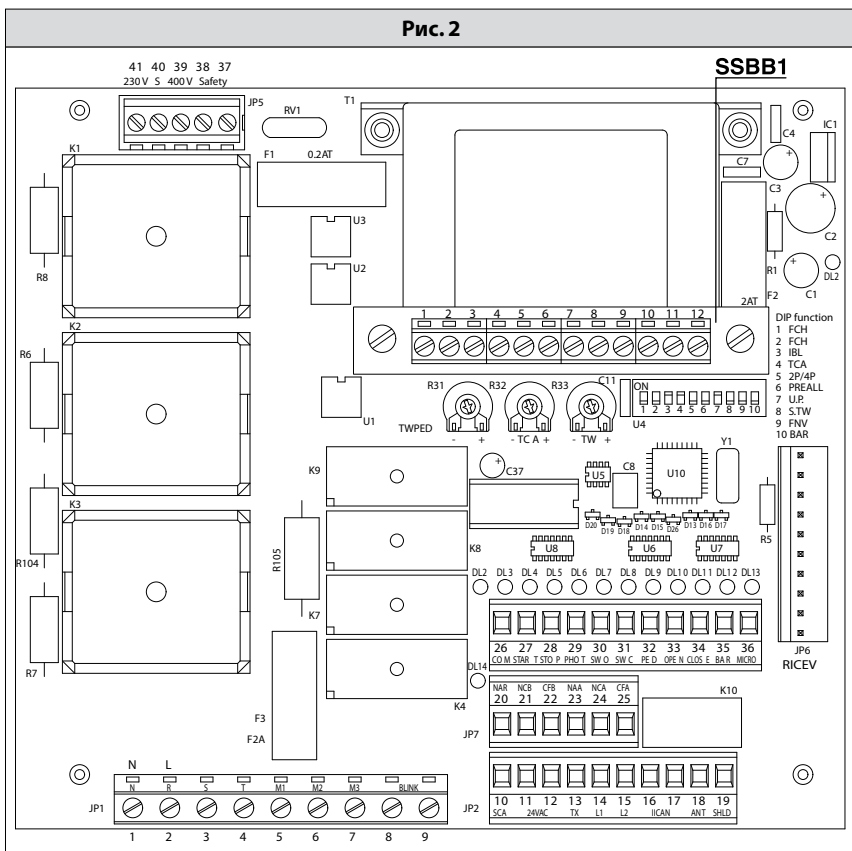 Рис. 2
SSBB1
41 40 39 38 37
230 V S 400 V Safety
JP5
RV1
T1
K1
F1 0.2AT
C4
IC1
C7
C3
C2
R8
U3
U2
R1
DL2
C1
2AT
F2
1 2 3 4 5 6 7 8 9 10 11 12
K2
R6
DIP function
1 FCH
2 FCH
3 IBL
4 TCA
5 2P/4P
6 PREALL
7 U.P.
8 S.TW
9 FNV
10 BAR
U1
R31 R32 R33
C11
ON
1 2 3 4 5 6 7 8 9 10
U4
TWPED
- + - TC A + - TW +
K9
C37
U5
C8
U10
Y1
K3
R104
R105
D20 D19 D18 D14 D15 D26 D13 D16 D17
R5
K8
U8
U6
U7
DL2 DL3 DL4 DL5 DL6 DL7 DL8 DL9 DL10 DL11 DL12 DL13
R7
K7
26 27 28 29 30 31 32 33 34 35 36
CO M STAR T STO P PHO T SW O SW C PE D OPE N CLOS E BA R MICRO
JP6
RICEV
DL14
K4
NAR NCB CFB NAA NCA CFA
20 21 22 23 24 25
K10
JP7
F3
F2A
N L
N R S T M1 M2 M3 BLINK
JP1
1 2 3 4 5 6 7 8 9
JP2
10 11 12 13 14 15 16 17 18 19
SCA 24VAC TX L1 L2 IICAN ANT SHLD